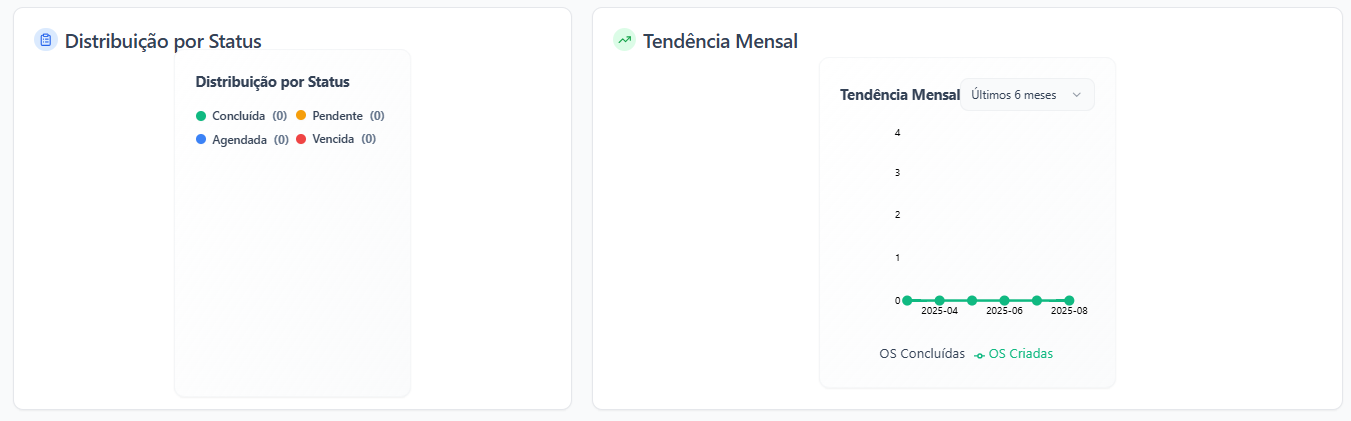 Distribuição por Status
Distribuição por Status
Concluída (0) Pendente (0)
Agendada (0) Vencida (0)
Tendência Mensal
Tendência Mensal Últimos 6 meses
4
3
2
1
0
2025-04 2025-06 2025-08
OS Concluídas OS Criadas